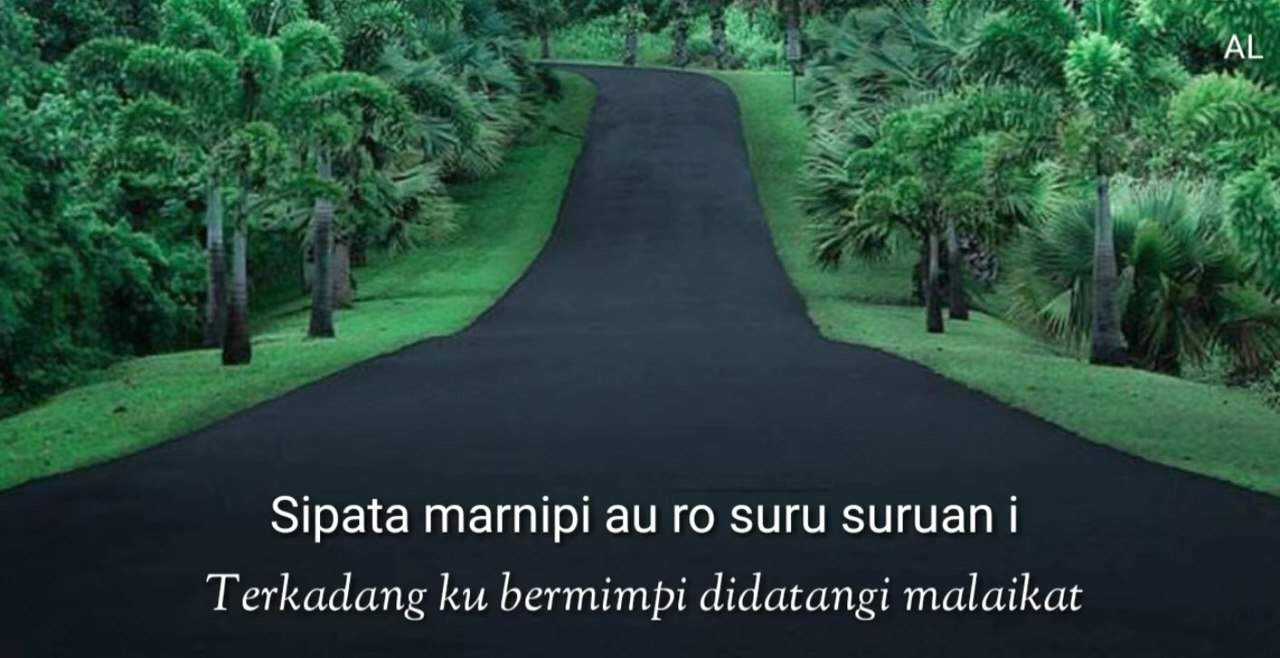 AL
Sipata marnipi au ro suru suruan i
Terkadang ku bermimpi didatangi malaikat